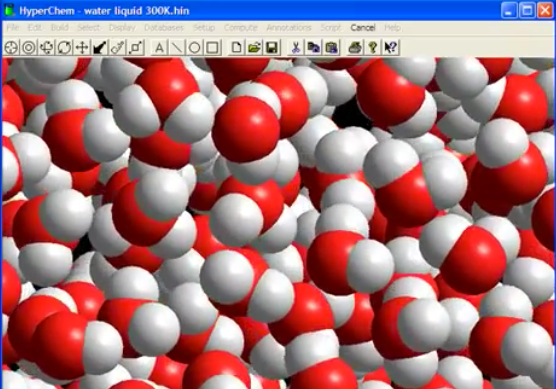 HyperChem - water liquid 300K.hin
File Edit Build Select Display Databases Setup Compute Annotations Script Cancel Help
A